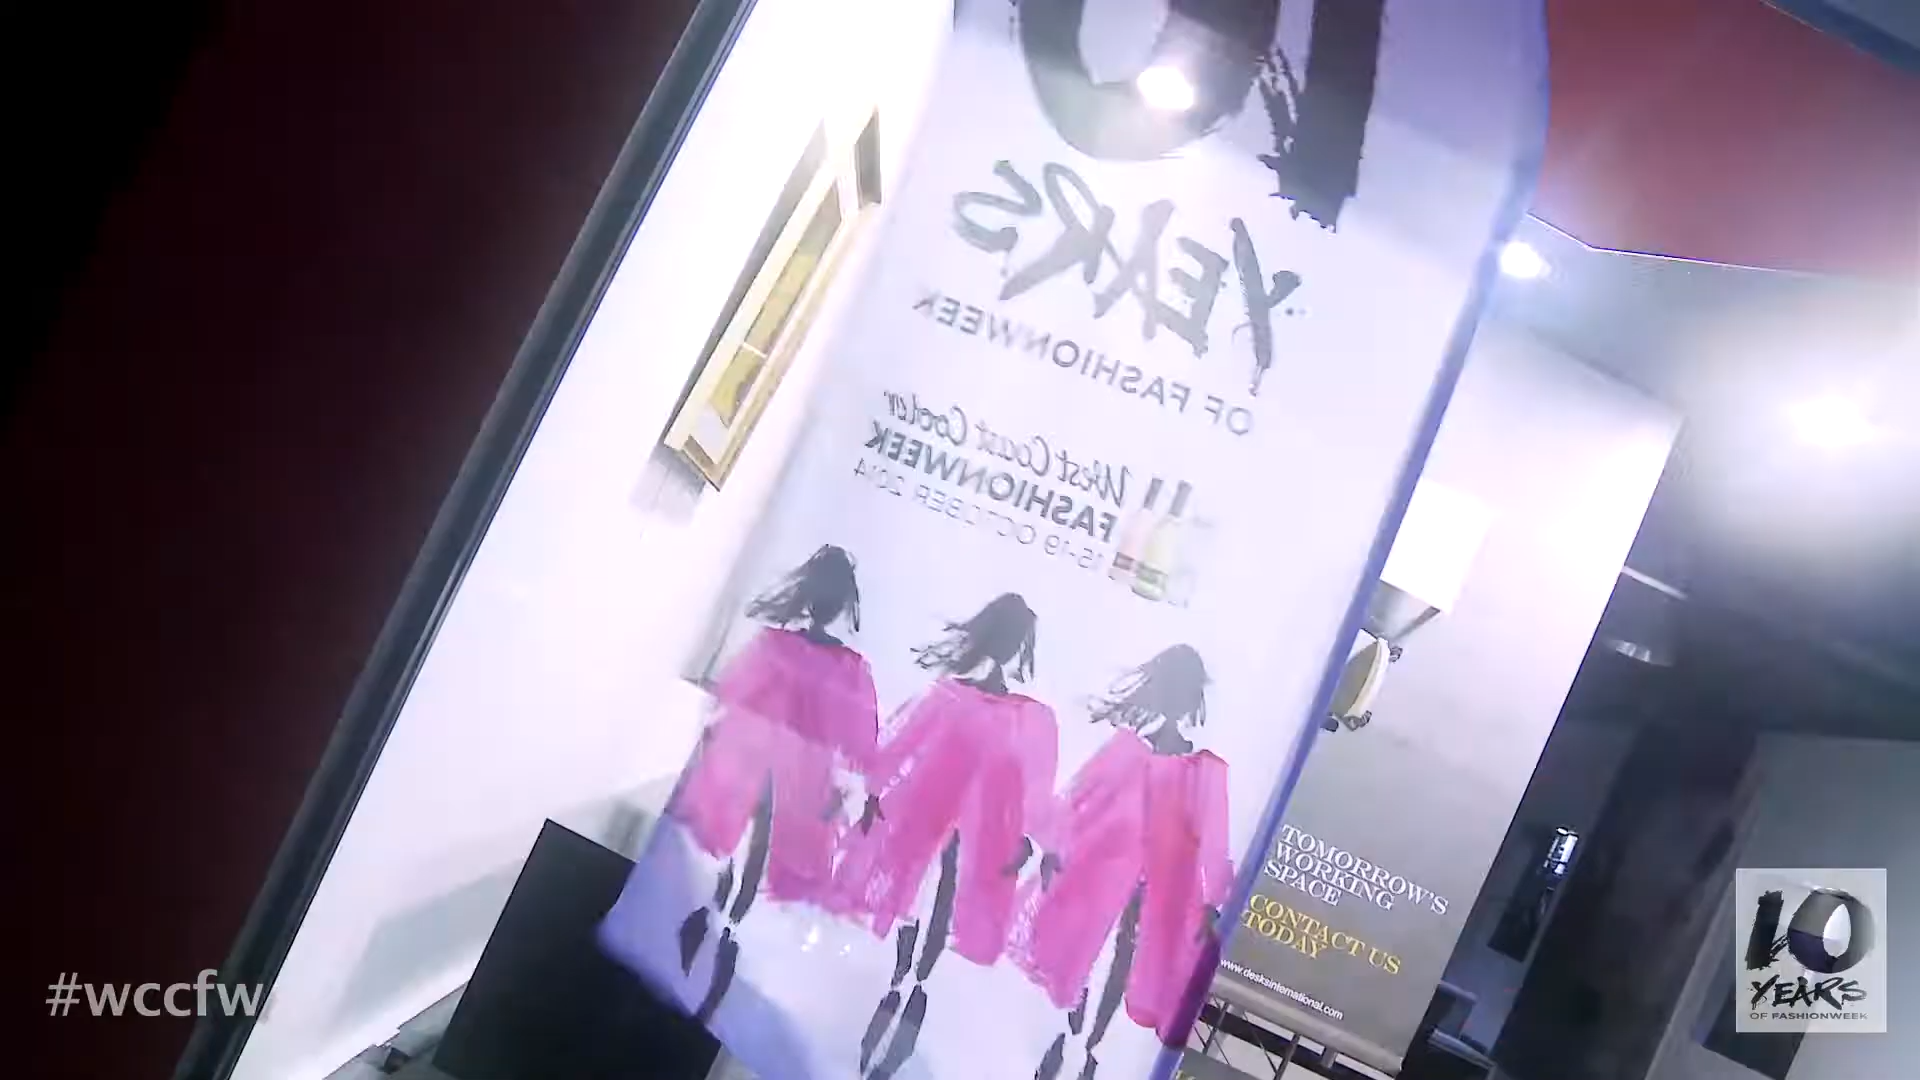 10
YEARS
OF FASHIONWEEK
West Coast Cooler
FASHIONWEEK
15-19 OCTOBER 2014
TOMORROW'S
WORKING
SPACE
CONTACT US
TODAY
www.desksinternational.com
#wccfw
10
YEARS
OF FASHIONWEEK